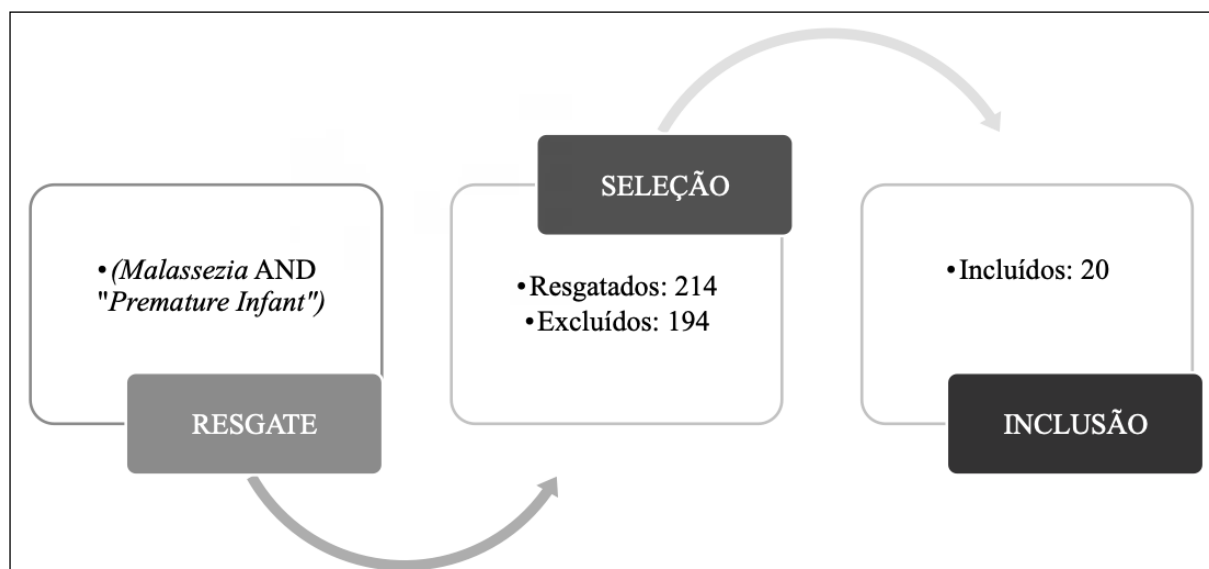 • (Malassezia AND
"Premature Infant")
RESGATE
SELEÇÃO
• Resgatados: 214
• Excluídos: 194
• Incluídos: 20
INCLUSÃO